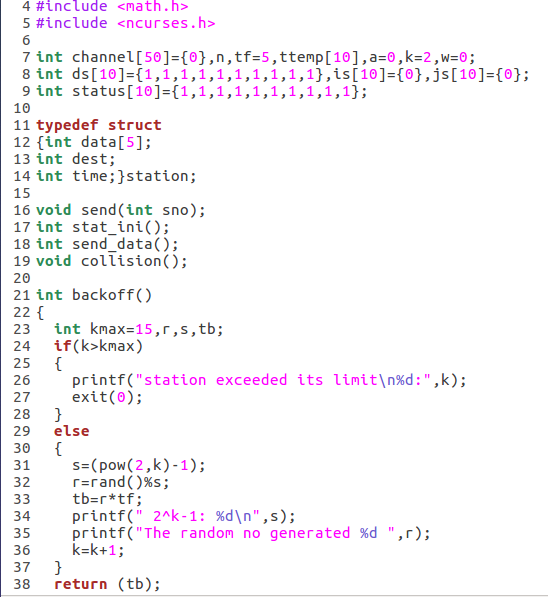 4 #include <math.h>
5 #include <ncurses.h>
6
7 int channel[50]={0},n,tf=5,ttemp[10],a=0,k=2,w=0;
8 int ds[10]={1,1,1,1,1,1,1,1,1,1},is[10]={0},js[10]={0};
9 int status[10]={1,1,1,1,1,1,1,1,1,1};
10
11 typedef struct
12 {int data[5];
13 int dest;
14 int time;}station;
15
16 void send(int sno);
17 int stat_ini();
18 int send_data();
19 void collision();
20
21 int backoff()
22 {
23   int kmax=15,r,s,tb;
24   if(k>kmax)
25   {
26     printf("station exceeded its limit\n%d:",k);
27     exit(0);
28   }
29   else
30   {
31     s=(pow(2,k)-1);
32     r=rand()%s;
33     tb=r*tf;
34     printf(" 2^k-1: %d\n",s);
35     printf("The random no generated %d ",r);
36     k=k+1;
37   }
38   return (tb);